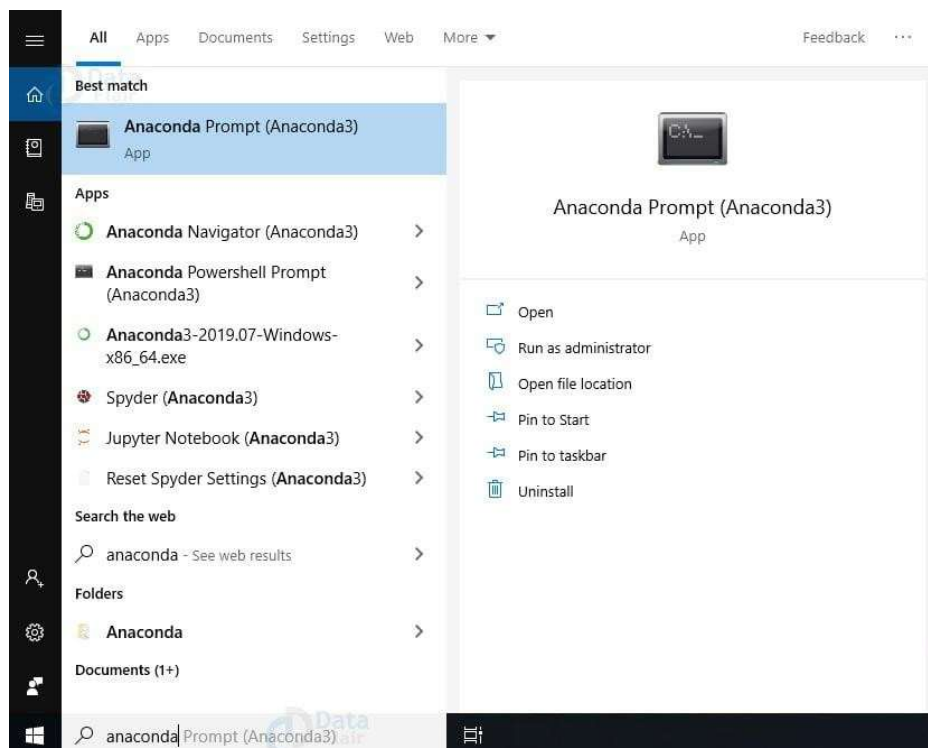 All Apps Documents Settings Web More Feedback ...
Data
Best match
Anaconda Prompt (Anaconda3)
App
Apps
Anaconda Navigator (Anaconda3)
Anaconda Powershell Prompt
(Anaconda3)
Anaconda3-2019.07-Windows-
x86_64.exe
Spyder (Anaconda3)
Jupyter Notebook (Anaconda3)
Reset Spyder Settings (Anaconda3)
Search the web
anaconda - See web results
Folders
Anaconda
Documents (1+)
anaconda Prompt (Anaconda3)
Data
Flair
C:\_
Anaconda Prompt (Anaconda3)
App
Open
Run as administrator
Open file location
Pin to Start
Pin to taskbar
Uninstall